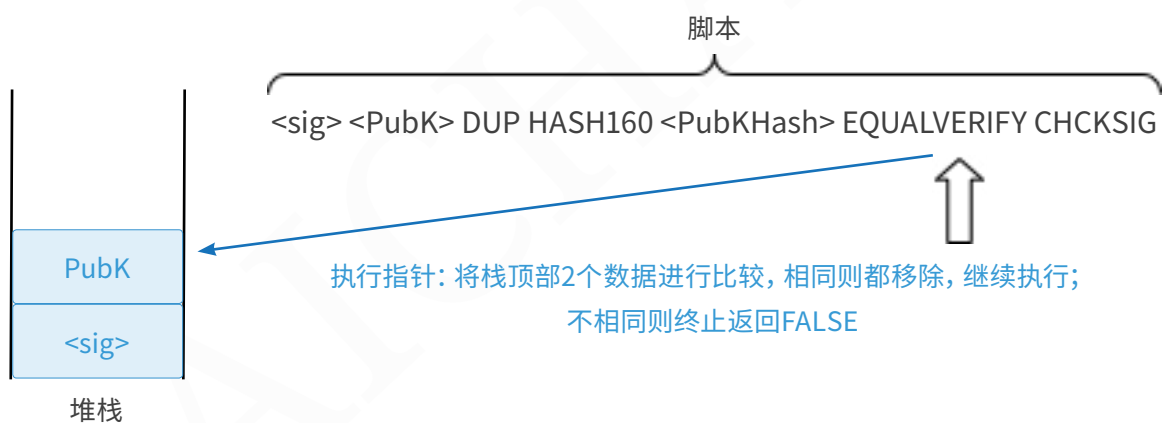 脚本
<sig> <PubK> DUP HASH160 <PubKHash> EQUALVERIFY CHCKSIG
PubK
<sig>
堆栈
执行指针：将栈顶部2个数据进行比较，相同则都移除，继续执行；
不相同则终止返回FALSE